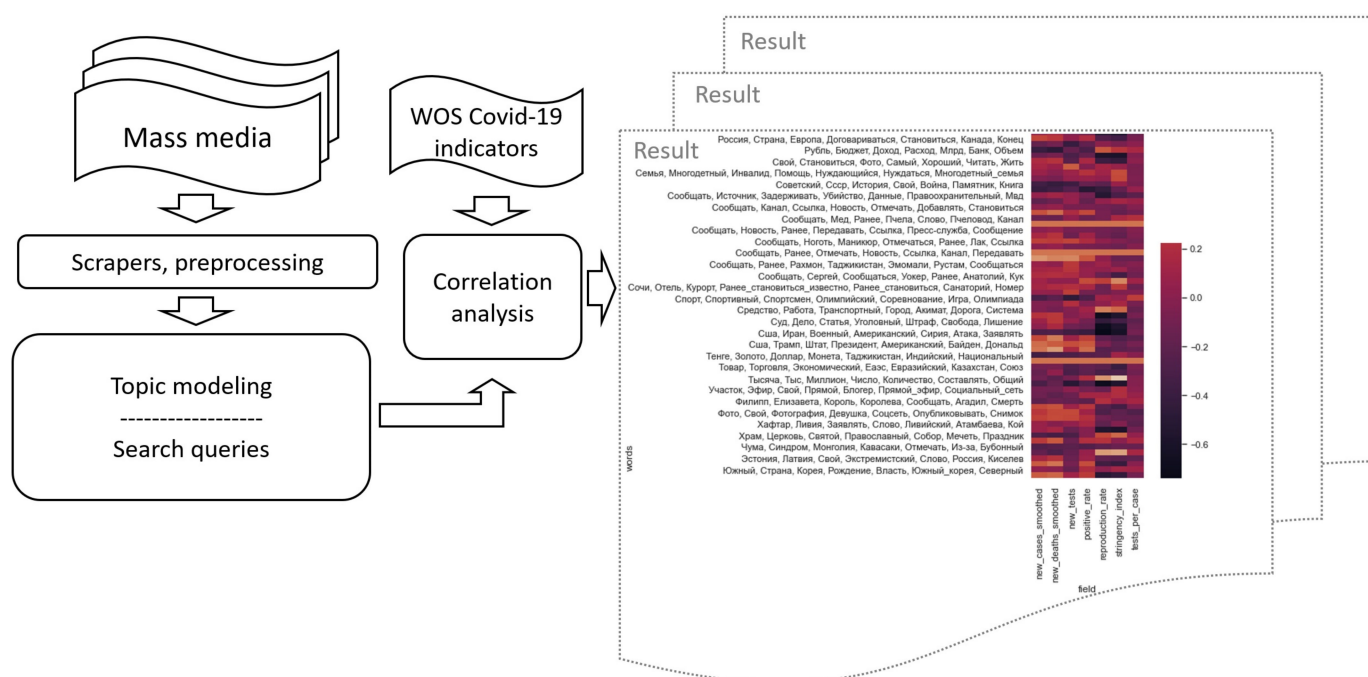 Mass media
WOS Covid-19
indicators
Scrapers, preprocessing
Topic modeling
------------------
Search queries
Correlation
analysis
Result
Result
Result
Россия, Страна, Европа, Договариваться, Становиться, Канада, Конец
Рубль, Бюджет, Доход, Расход, Млрд, Банк, Объем
Свой, Становиться, Фото, Самый, Хороший, Читать, Жить
Семья, Многодетный, Инвалид, Помощь, Нуждающийся, Нуждаться, Многодетный_семья
Советский, Ссср, История, Свой, Война, Памятник, Книга
Сообщать, Источник, Задерживать, Убийство, Данные, Правоохранительный, Мвд
Сообщать, Канал, Ссылка, Новость, Отмечать, Добавлять, Становиться
Сообщать, Мед, Ранее, Пчела, Слово, Пчеловод, Канал
Сообщать, Новость, Ранее, Передавать, Ссылка, Пресс-служба, Сообщение
Сообщать, Ноготь, Маникюр, Отмечаться, Ранее, Лак, Ссылка
Сообщать, Ранее, Отмечать, Новость, Ссылка, Канал, Передавать
Сообщать, Ранее, Рахмон, Таджикистан, Эмомали, Рустам, Сообщаться
Сообщать, Сергей, Сообщаться, Уокер, Ранее, Анатолий, Кук
Сочи, Отель, Курорт, Ранее_становиться_известно, Ранее_становиться, Санаторий, Номер
Спорт, Спортивный, Спортсмен, Олимпийский, Соревнование, Игра, Олимпиада
Средство, Работа, Транспортный, Город, Акимат, Дорога, Система
Суд, Дело, Статья, Уголовный, Штраф, Свобода, Лишение
Сша, Иран, Военный, Американский, Сирия, Атака, Заявлять
Сша, Трамп, Штат, Президент, Американский, Байден, Дональд
Тенге, Золото, Доллар, Монета, Таджикистан, Индийский, Национальный
Товар, Торговля, Экономический, Еаэс, Евразийский, Казахстан, Союз
Тысяча, Тыс, Миллион, Число, Количество, Составлять, Общий
Участок, Эфир, Свой, Прямой, Блогер, Прямой_эфир, Социальный_сеть
Филипп, Елизавета, Король, Королева, Сообщать, Агадил, Смерть
Фото, Свой, Фотография, Девушка, Соцсеть, Опубликовывать, Снимок
Хафтар, Ливия, Заявлять, Слово, Ливийский, Атамбаева, Кой
Храм, Церковь, Святой, Православный, Собор, Мечеть, Праздник
Чума, Синдром, Монголия, Кавасаки, Отмечать, Из-за, Бубонный
Эстония, Латвия, Свой, Экстремистский, Слово, Россия, Киселев
Южный, Страна, Корея, Рождение, Власть, Южный_корея, Северный
words
new_cases_smoothed
new_deaths_smoothed
new_tests
positive_rate
reproduction_rate
stringency_index
tests_per_case
field
0.2
0.0
−0.2
−0.4
−0.6